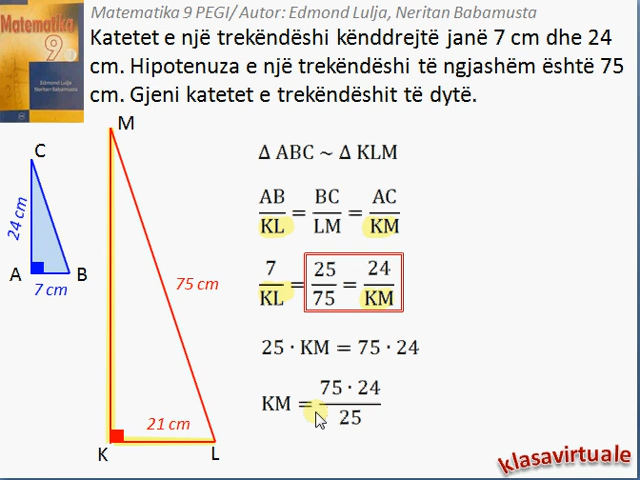 Matematika 9 PEGI/ Autor: Edmond Lulja, Neritan Babamusta
Matematika
9
Edmond Lulja
Neritan Babamusta
Katetet e një trekëndëshi kënddrejtë janë 7 cm dhe 24
cm. Hipotenuza e një trekëndëshi të ngjashëm është 75
cm. Gjeni katetet e trekëndëshit të dytë.
M
C
24 cm
A
B
7 cm
75 cm
21 cm
K
L
Δ ABC ~ Δ KLM
AB/KL = BC/LM = AC/KM
7/KL = 25/75 = 24/KM
25 · KM = 75 · 24
KM = 75 · 24/25
klasavirtuale